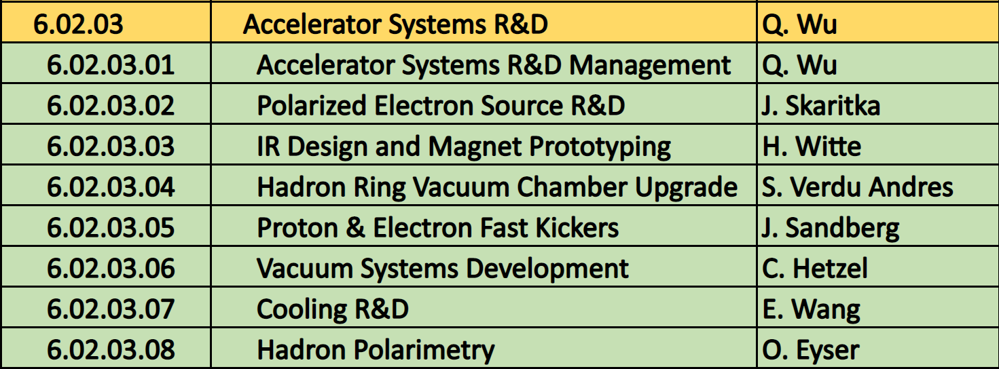 6.02.03 Accelerator Systems R&D Q. Wu
6.02.03.01 Accelerator Systems R&D Management Q. Wu
6.02.03.02 Polarized Electron Source R&D J. Skaritka
6.02.03.03 IR Design and Magnet Prototyping H. Witte
6.02.03.04 Hadron Ring Vacuum Chamber Upgrade S. Verdu Andres
6.02.03.05 Proton & Electron Fast Kickers J. Sandberg
6.02.03.06 Vacuum Systems Development C. Hetzel
6.02.03.07 Cooling R&D E. Wang
6.02.03.08 Hadron Polarimetry O. Eyser